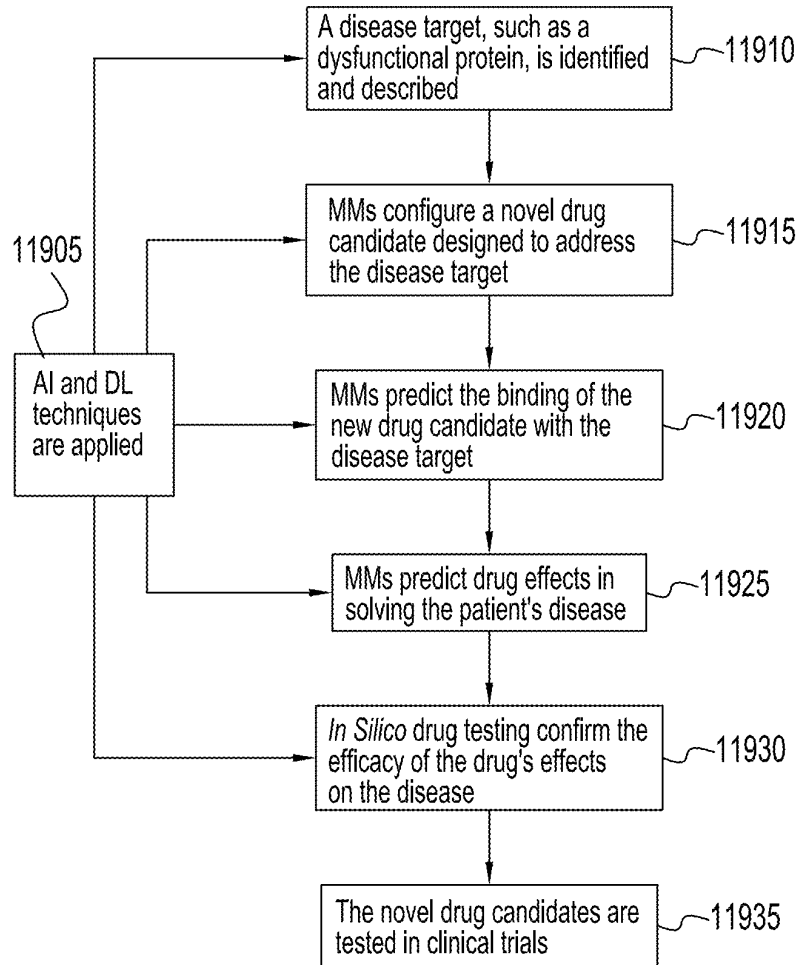 A disease target, such as a
dysfunctional protein, is identified
and described
11910
MMs configure a novel drug
candidate designed to address
the disease target
11915
11905
AI and DL
techniques
are applied
MMs predict the binding of the
new drug candidate with the
disease target
11920
MMs predict drug effects in
solving the patient's disease
11925
In Silico drug testing confirm the
efficacy of the drug's effects
on the disease
11930
The novel drug candidates are
tested in clinical trials
11935